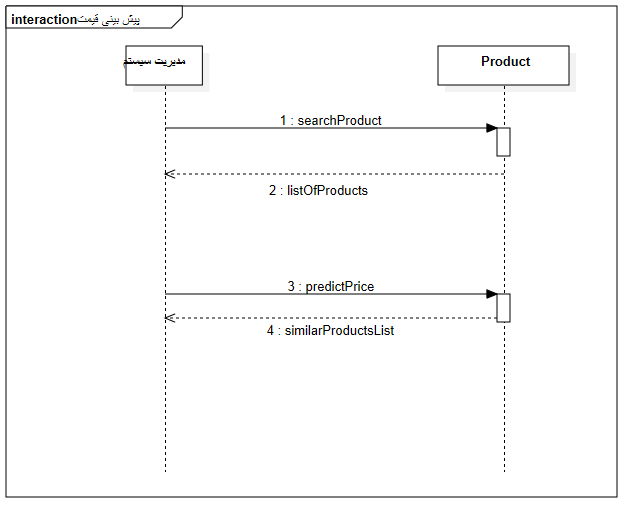 interaction پیش بینی قیمت
مدیریت سیستم
Product
1 : searchProduct
2 : listOfProducts
3 : predictPrice
4 : similarProductsList